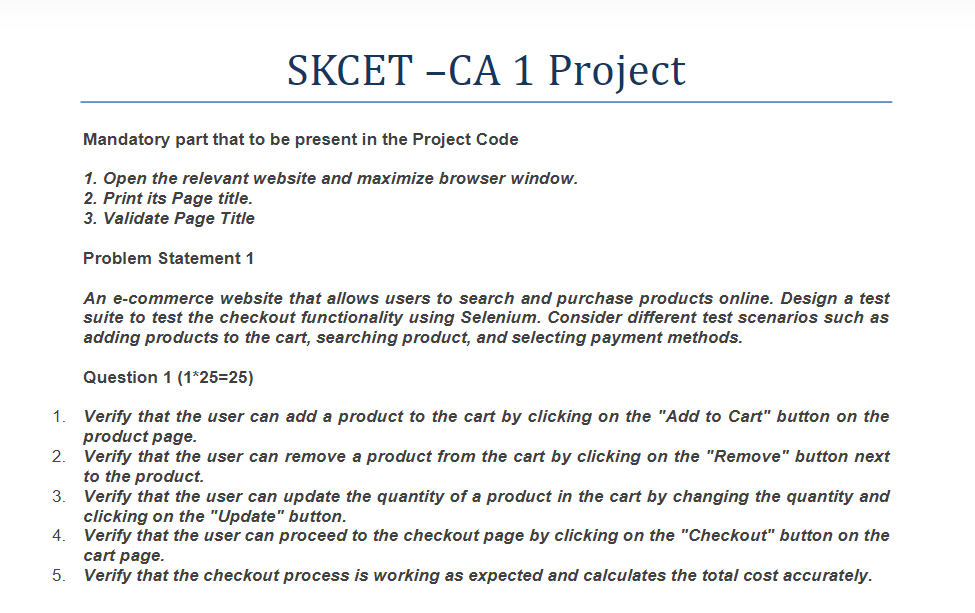 SKCET –CA 1 Project
Mandatory part that to be present in the Project Code
1. Open the relevant website and maximize browser window.
2. Print its Page title.
3. Validate Page Title
Problem Statement 1
An e-commerce website that allows users to search and purchase products online. Design a test
suite to test the checkout functionality using Selenium. Consider different test scenarios such as
adding products to the cart, searching product, and selecting payment methods.
Question 1 (1*25=25)
1. Verify that the user can add a product to the cart by clicking on the "Add to Cart" button on the
product page.
2. Verify that the user can remove a product from the cart by clicking on the "Remove" button next
to the product.
3. Verify that the user can update the quantity of a product in the cart by changing the quantity and
clicking on the "Update" button.
4. Verify that the user can proceed to the checkout page by clicking on the "Checkout" button on the
cart page.
5. Verify that the checkout process is working as expected and calculates the total cost accurately.